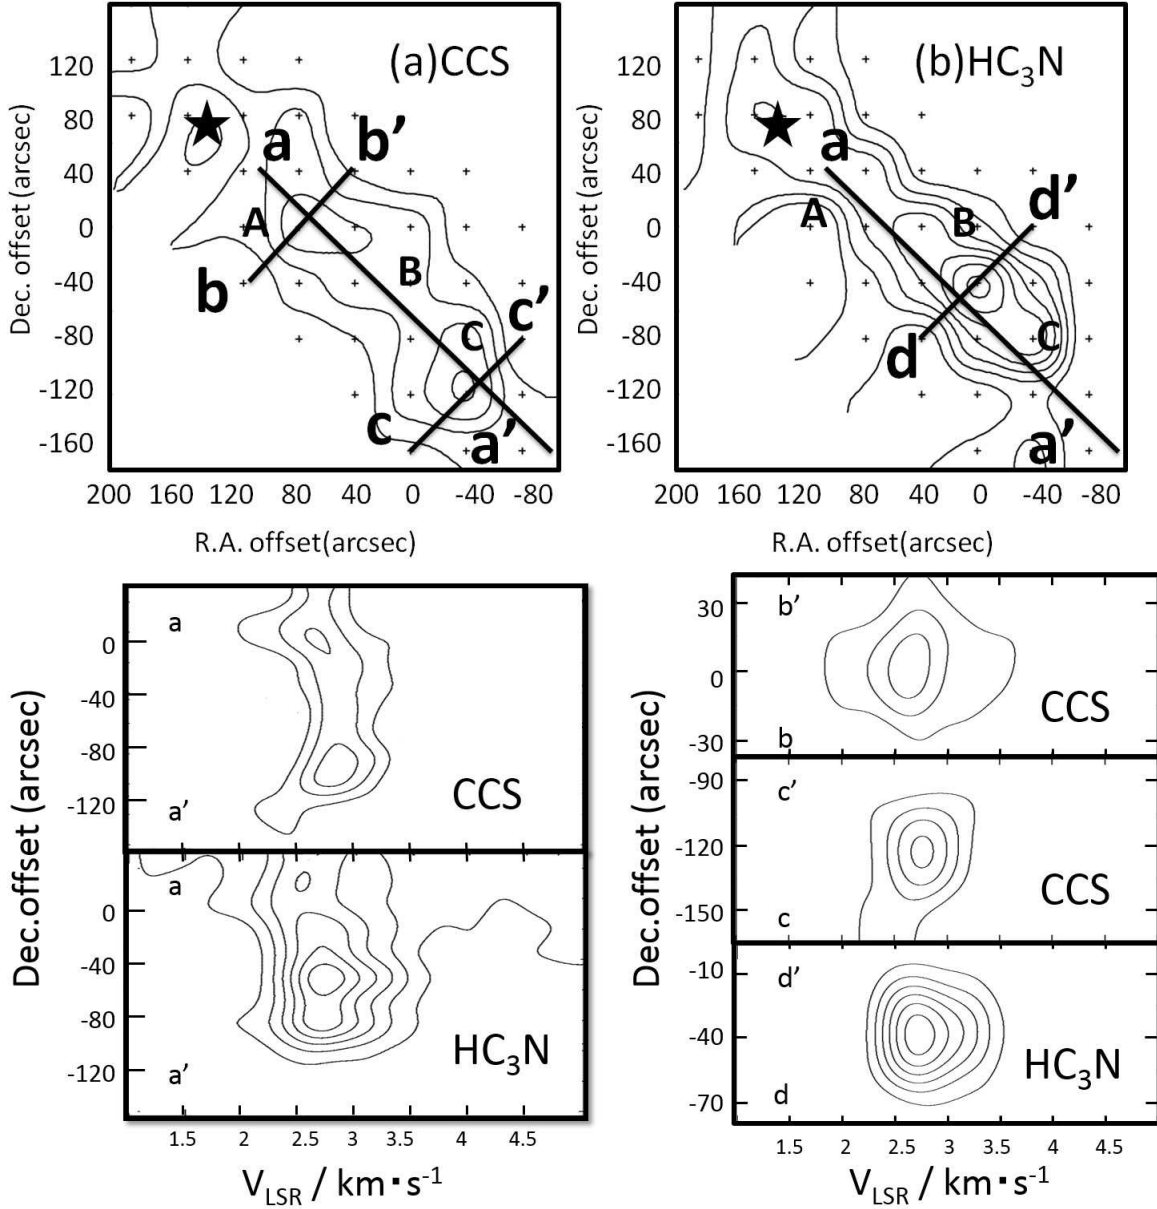 (a)CCS
120
80
40
0
-40
-80
-120
-160
Dec. offset (arcsec)
a
b'
A
b
B
c'
C
c
a'
200 160 120 80 40 0 -40 -80
R.A. offset(arcsec)
(b)HC₃N
120
80
40
0
-40
-80
-120
-160
Dec. offset (arcsec)
a
A
B
d'
d
C
a'
200 160 120 80 40 0 -40 -80
R.A. offset(arcsec)
a
0
-40
-80
-120
a'
CCS
a
0
-40
-80
-120
a'
HC₃N
Dec.offset (arcsec)
1.5 2 2.5 3 3.5 4 4.5
V_LSR / km・s⁻¹
b'
30
0
-30
b
CCS
c'
-90
-120
-150
c
CCS
d'
-10
-40
-70
d
HC₃N
Dec.offset (arcsec)
1.5 2 2.5 3 3.5 4 4.5
V_LSR / km・s⁻¹